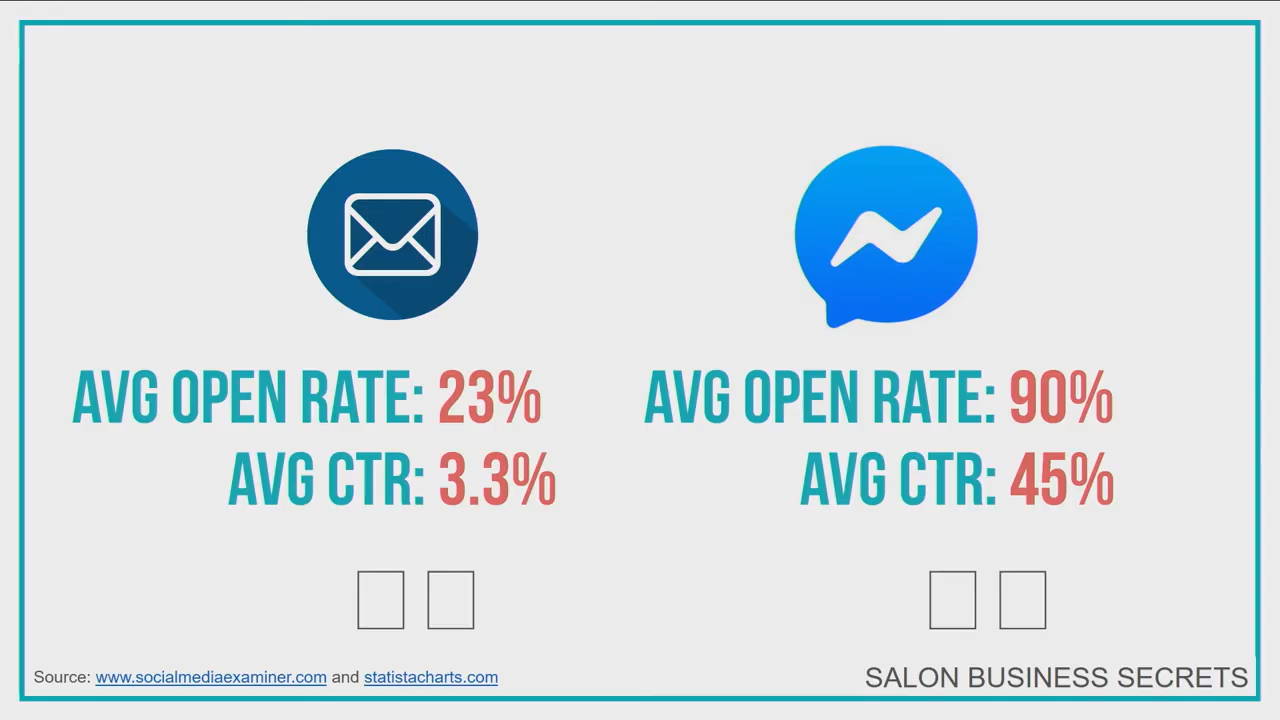 AVG OPEN RATE: 23%
AVG CTR: 3.3%
AVG OPEN RATE: 90%
AVG CTR: 45%
Source: www.socialmediaexaminer.com and statistacharts.com
SALON BUSINESS SECRETS